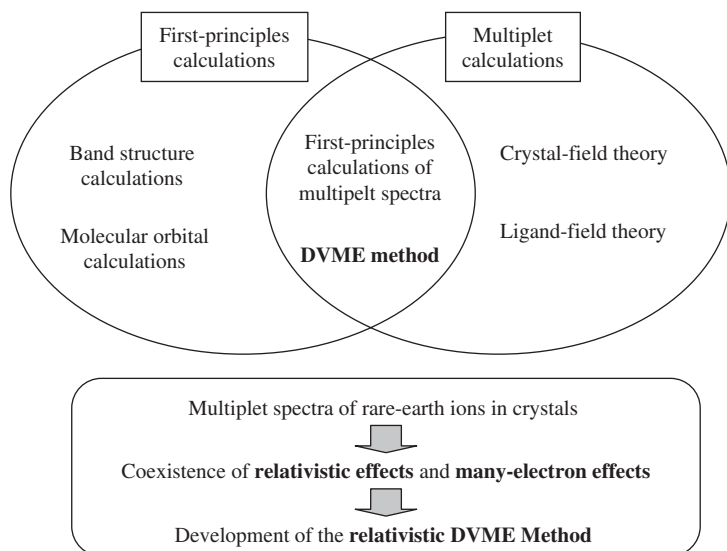 First-principles
calculations
Multiplet
calculations
Band structure
calculations
Molecular orbital
calculations
First-principles
calculations of
multipelt spectra
DVME method
Crystal-field theory
Ligand-field theory
Multiplet spectra of rare-earth ions in crystals
Coexistence of relativistic effects and many-electron effects
Development of the relativistic DVME Method